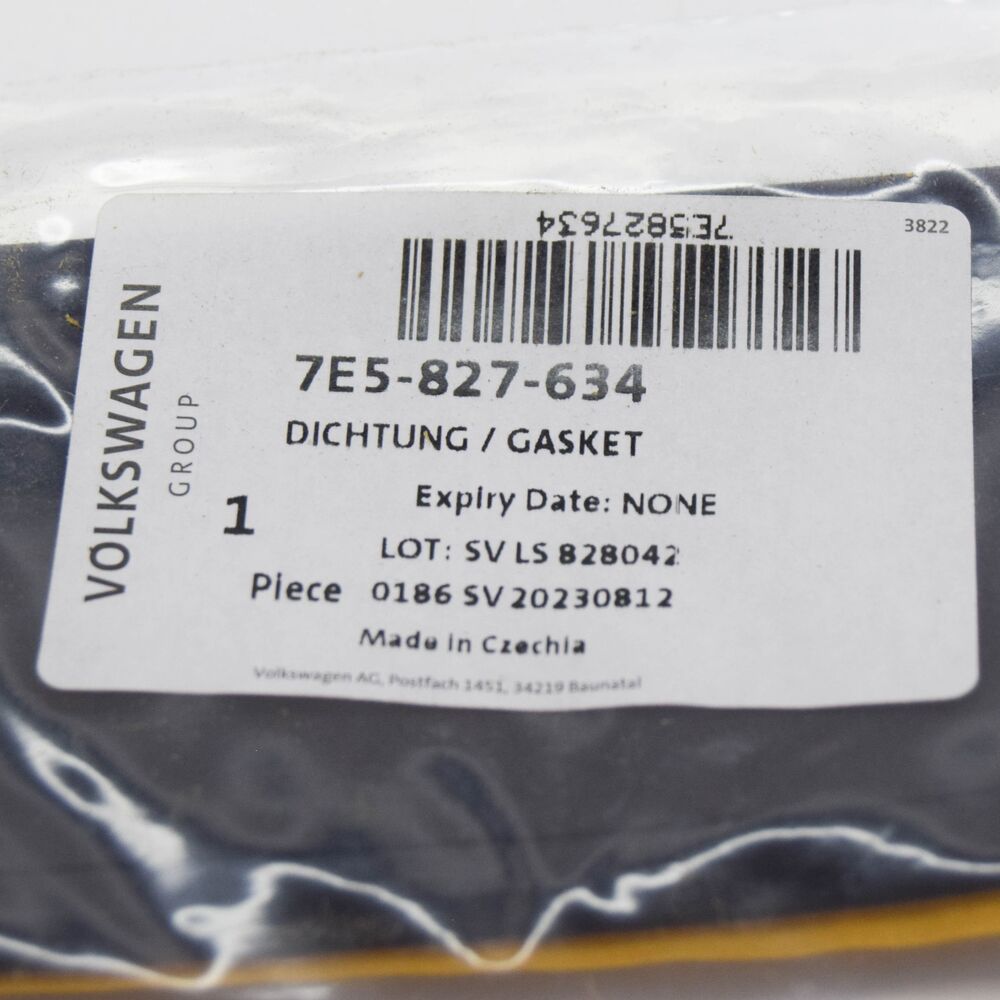 7E5827634
3822
VOLKSWAGEN
GROUP
7E5-827-634
DICHTUNG / GASKET
Expiry Date: NONE
1
LOT: SV LS 828042
Piece 0186 SV 20230812
Made in Czechia
Volkswagen AG, Postfach 1451, 34219 Baunatal